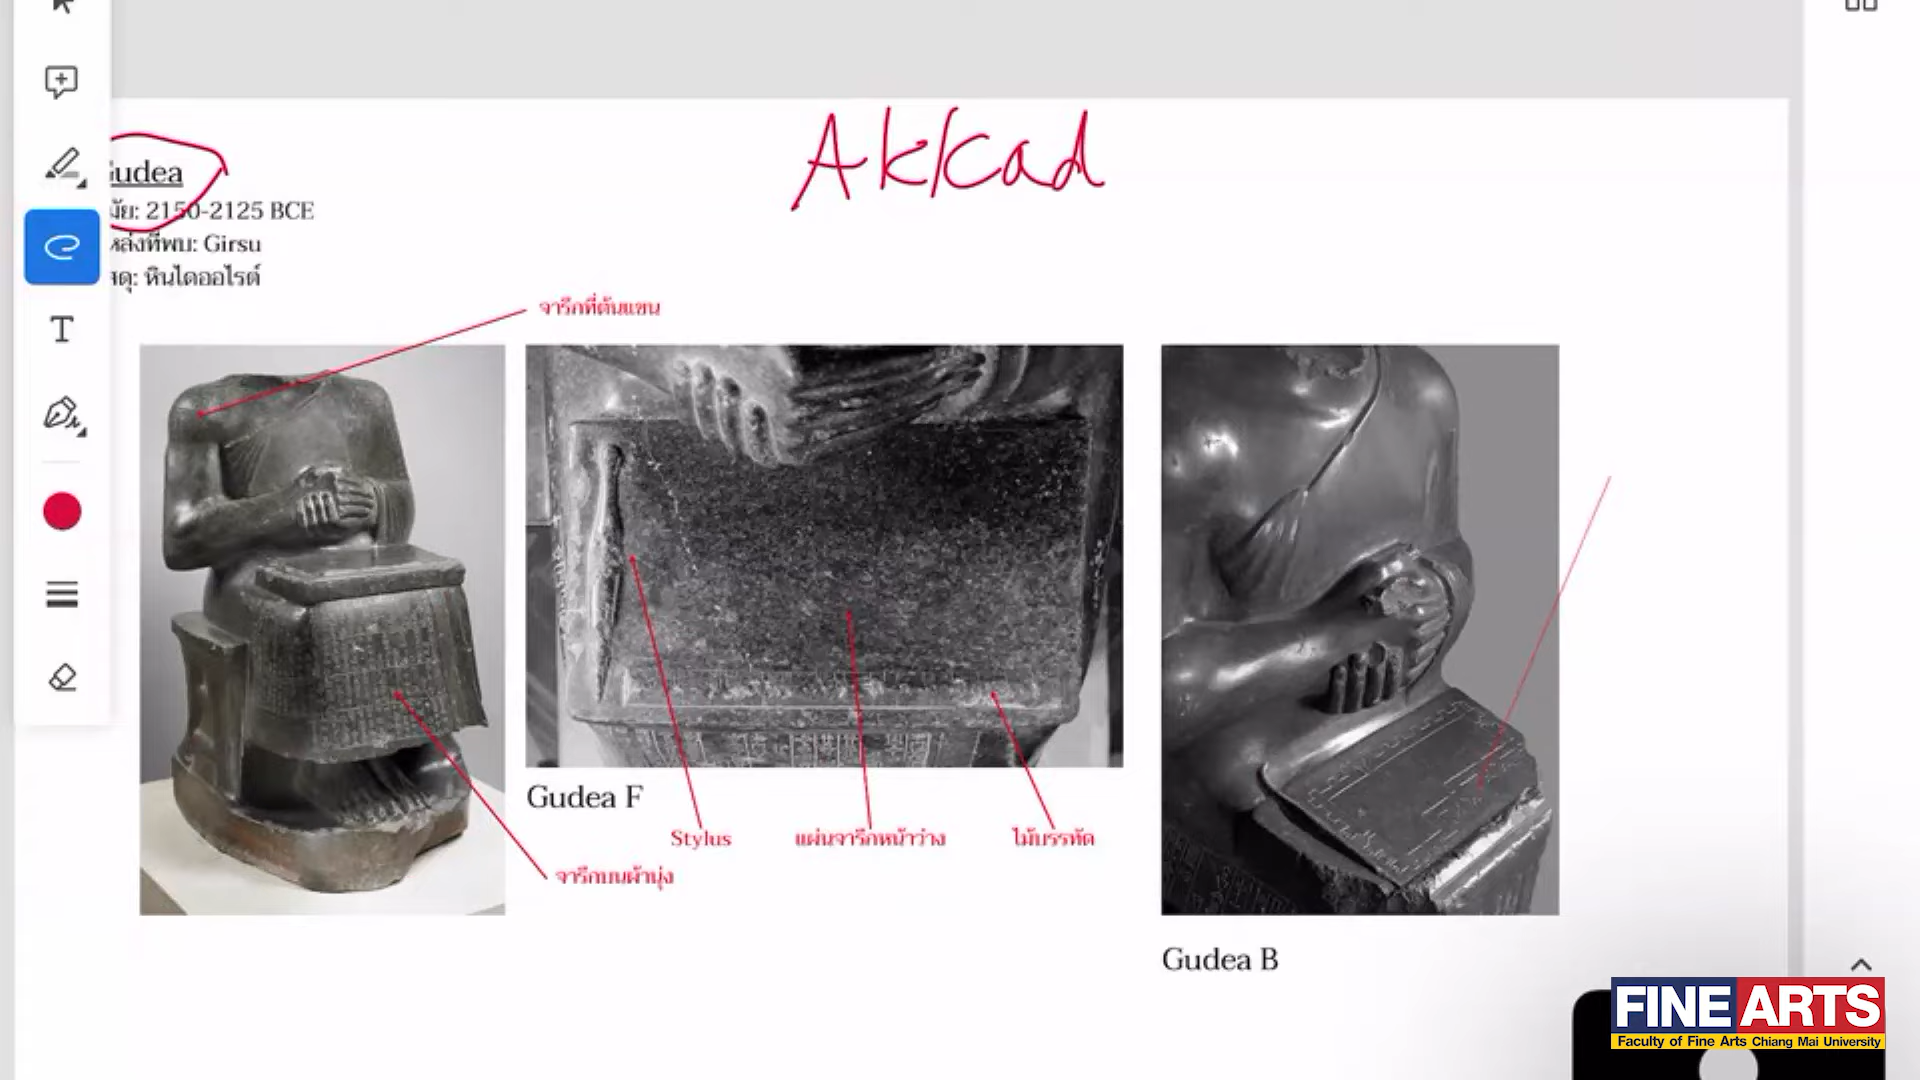 Akkad
Gudea
มัย: 2150-2125 BCE
หล่งที่พบ: Girsu
สดุ: หินไดออไรต์
จารึกที่ต้นแขน
Gudea F
Stylus
แผ่นจารึกหน้าว่าง
ไม้บรรทัด
จารึกบนผ้านุ่ง
Gudea B
FINE ARTS
Faculty of Fine Arts Chiang Mai University